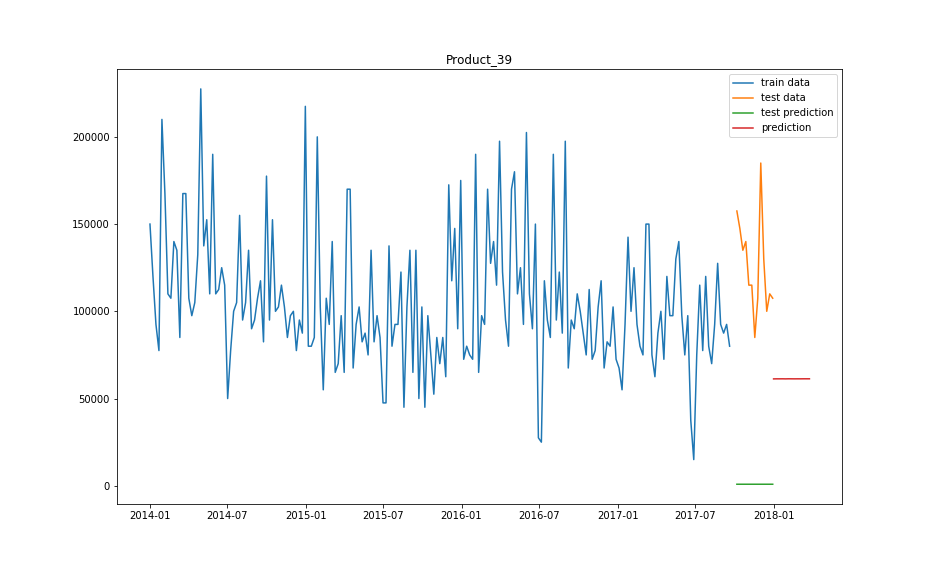 Product_39
train data
test data
test prediction
prediction
200000
150000
100000
50000
0
2014-01 2014-07 2015-01 2015-07 2016-01 2016-07 2017-01 2017-07 2018-01